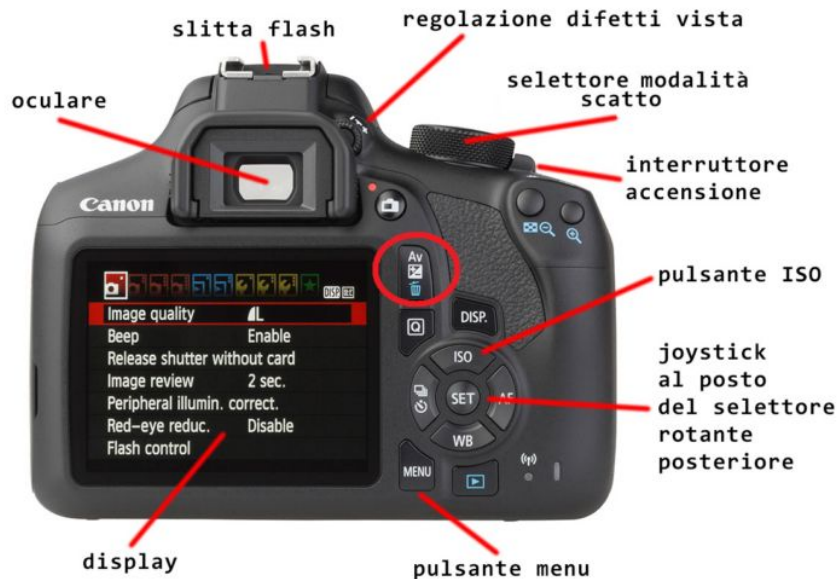 slitta flash
regolazione difetti vista
oculare
selettore modalità
scatto
interruttore
accensione
Canon
Av
DISP.
Image quality L
Beep Enable
Release shutter without card
Image review 2 sec.
Peripheral illumin. correct.
Red-eye reduc. Disable
Flash control
Q
DISP.
ISO
SET
AF
WB
MENU
pulsante ISO
joystick
al posto
del selettore
rotante
posteriore
display
pulsante menu